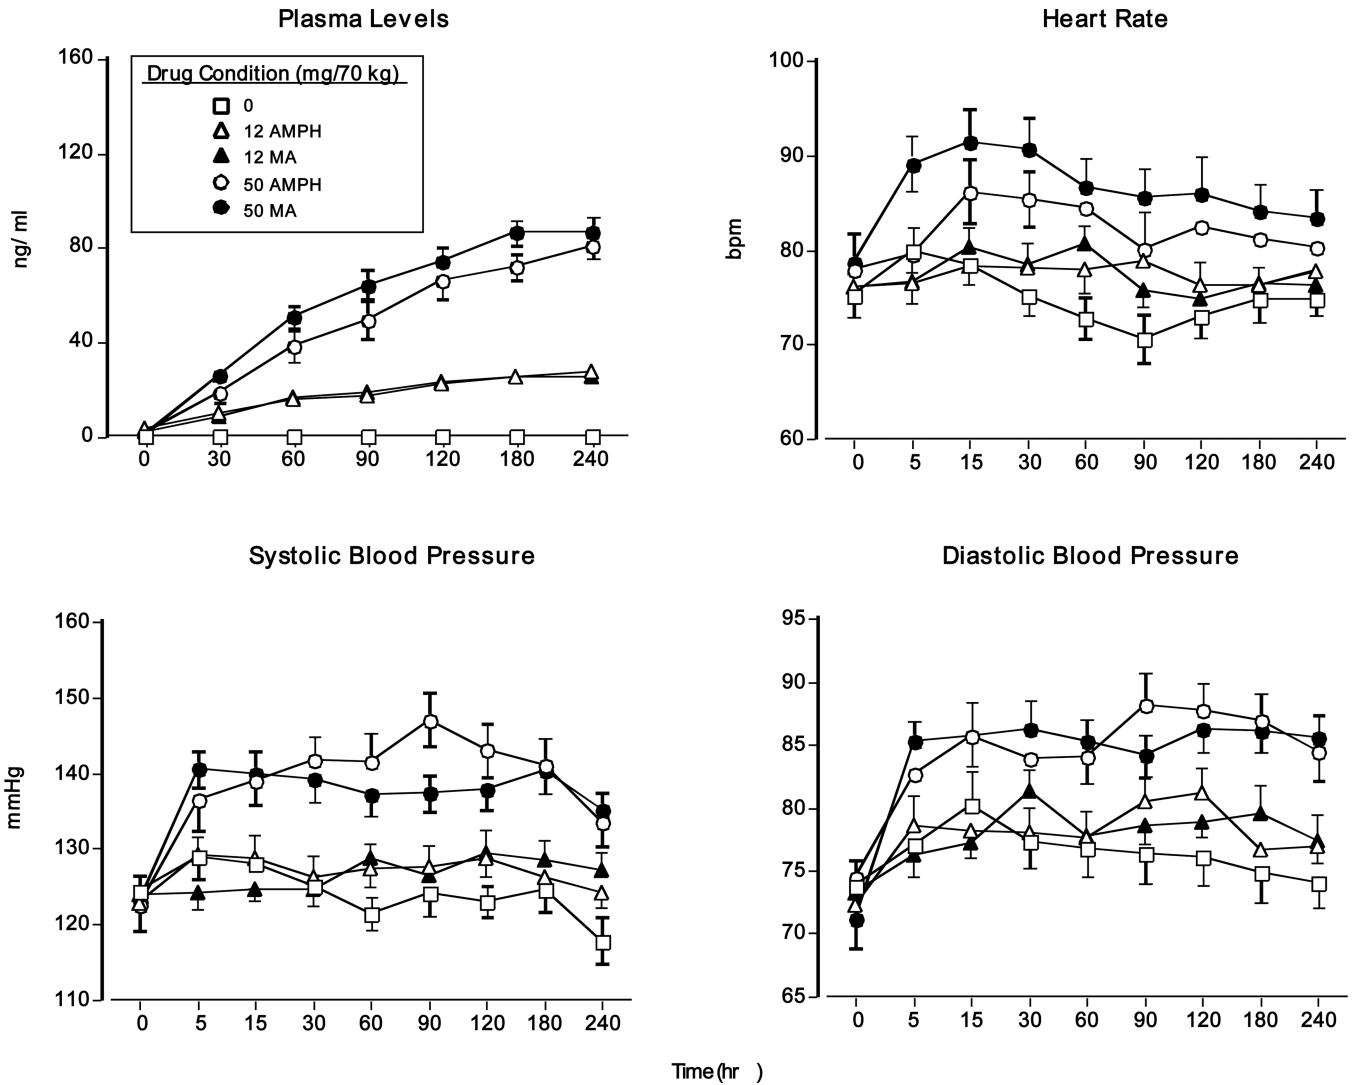 Plasma Levels
160
120
80
40
0
ng/ ml
Drug Condition (mg/70 kg)
0
12 AMPH
12 MA
50 AMPH
50 MA
0 30 60 90 120 180 240
Heart Rate
100
90
80
70
60
bpm
0 5 15 30 60 90 120 180 240
Systolic Blood Pressure
160
150
140
130
120
110
mmHg
0 5 15 30 60 90 120 180 240
Diastolic Blood Pressure
95
90
85
80
75
70
65
0 5 15 30 60 90 120 180 240
Time (hr )